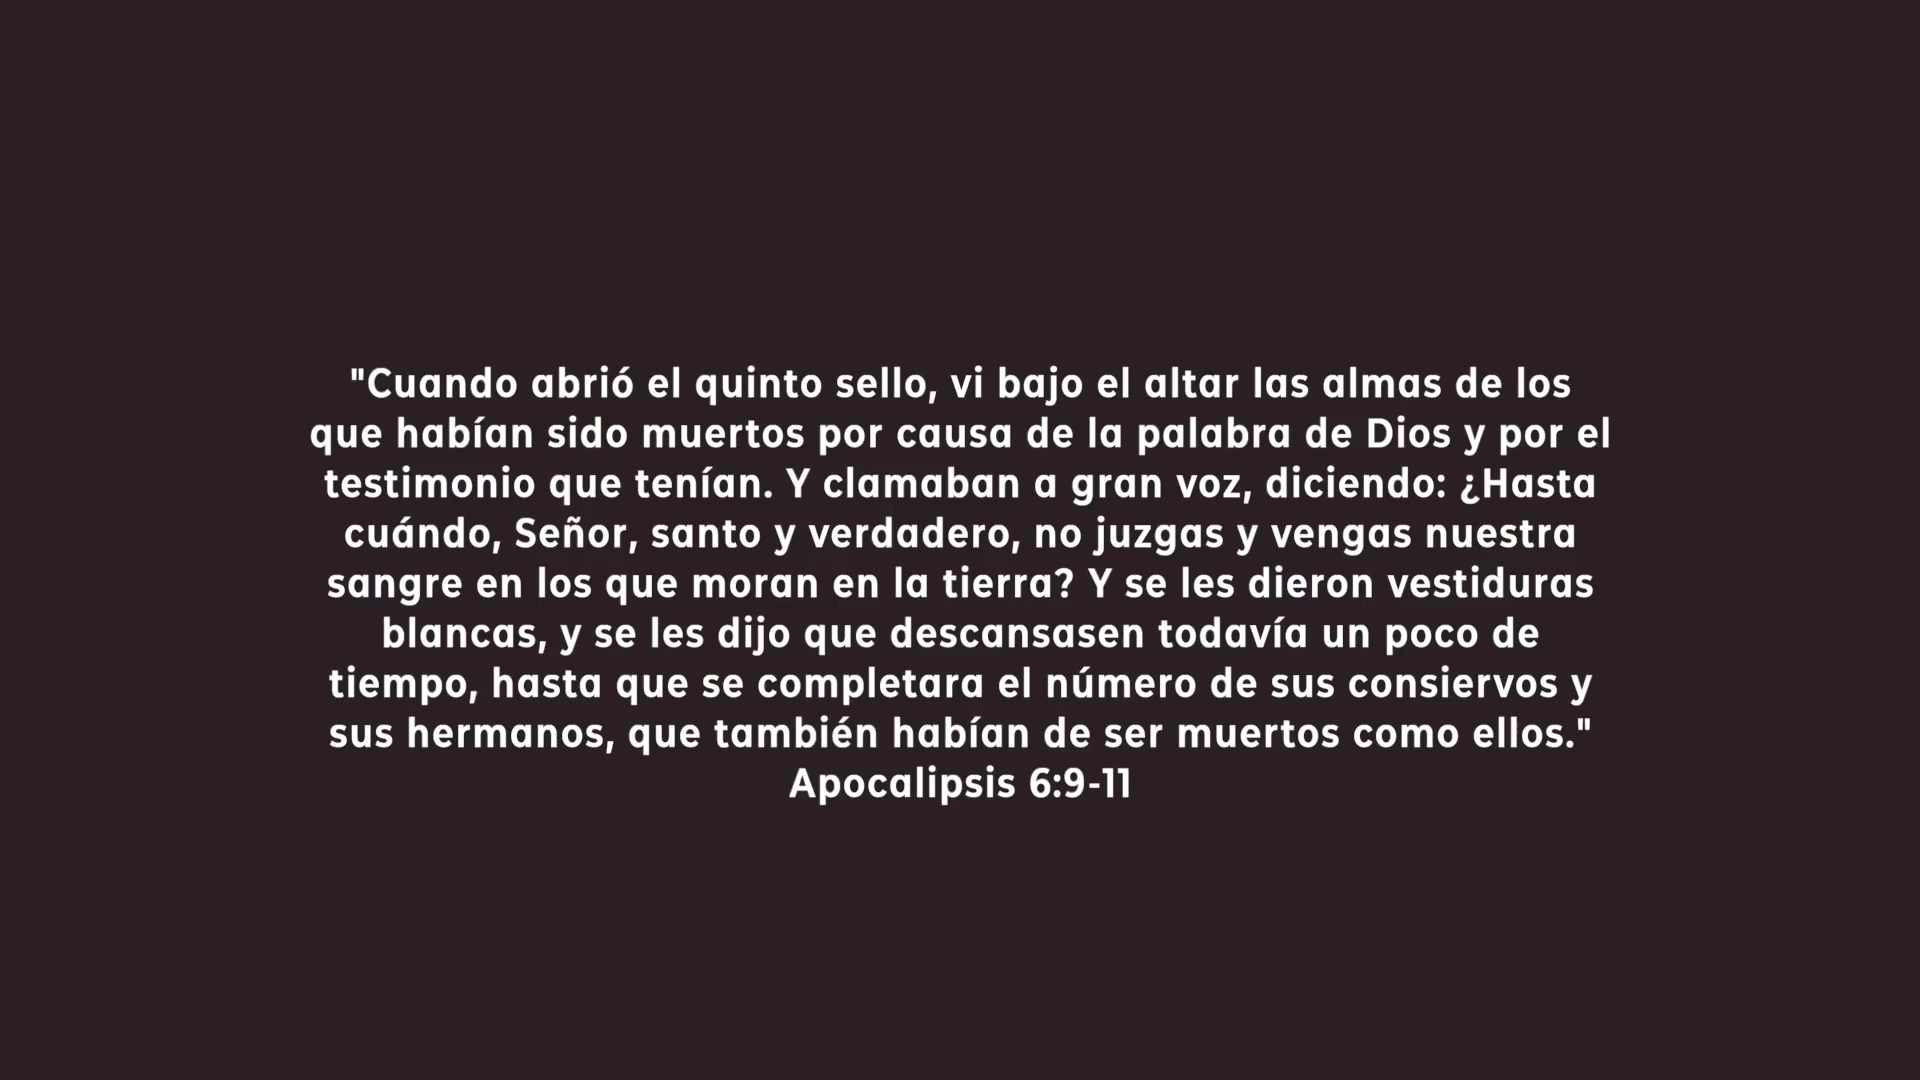 "Cuando abrió el quinto sello, vi bajo el altar las almas de los
que habían sido muertos por causa de la palabra de Dios y por el
testimonio que tenían. Y clamaban a gran voz, diciendo: ¿Hasta
cuándo, Señor, santo y verdadero, no juzgas y vengas nuestra
sangre en los que moran en la tierra? Y se les dieron vestiduras
blancas, y se les dijo que descansasen todavía un poco de
tiempo, hasta que se completara el número de sus consiervos y
sus hermanos, que también habían de ser muertos como ellos."
Apocalipsis 6:9-11